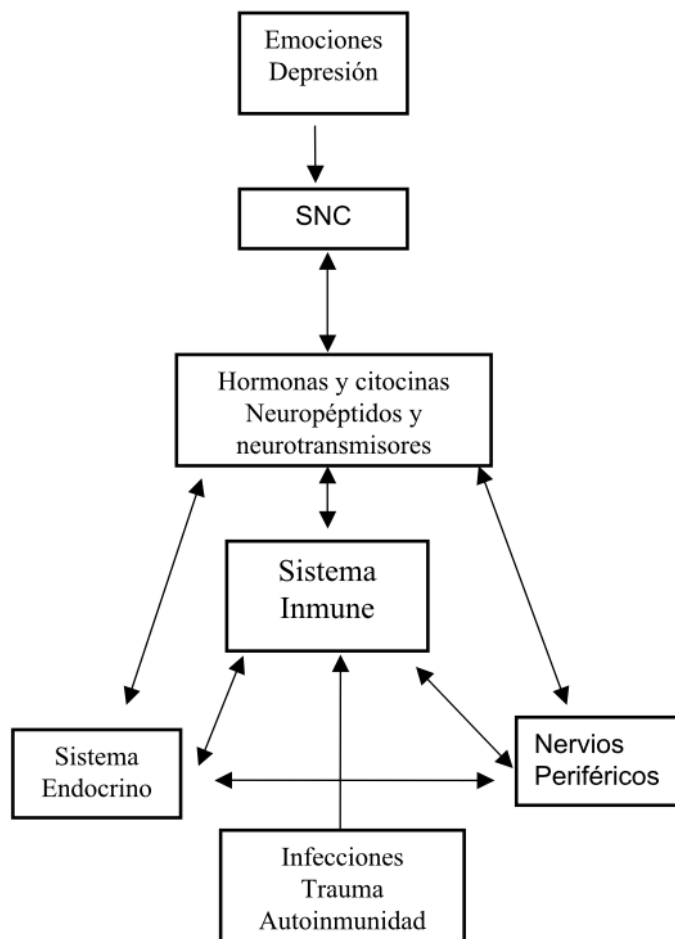 Emociones
Depresión
SNC
Hormonas y citocinas
Neuropéptidos y
neurotransmisores
Sistema
Inmune
Sistema
Endocrino
Nervios
Periféricos
Infecciones
Trauma
Autoinmunidad